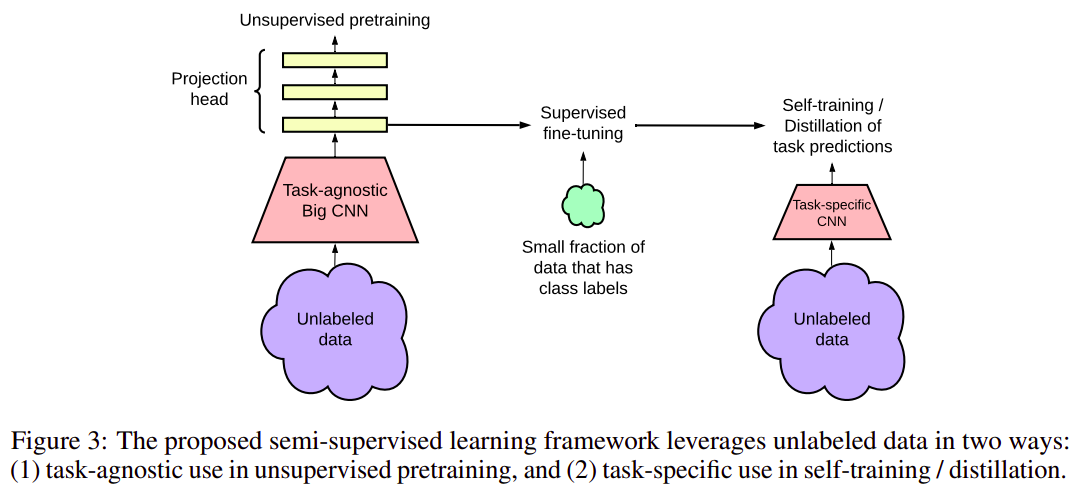 Unsupervised pretraining
Projection
head
Task-agnostic
Big CNN
Unlabeled
data
Supervised
fine-tuning
Small fraction of
data that has
class labels
Self-training /
Distillation of
task predictions
Task-specific
CNN
Unlabeled
data
Figure 3: The proposed semi-supervised learning framework leverages unlabeled data in two ways:
(1) task-agnostic use in unsupervised pretraining, and (2) task-specific use in self-training / distillation.